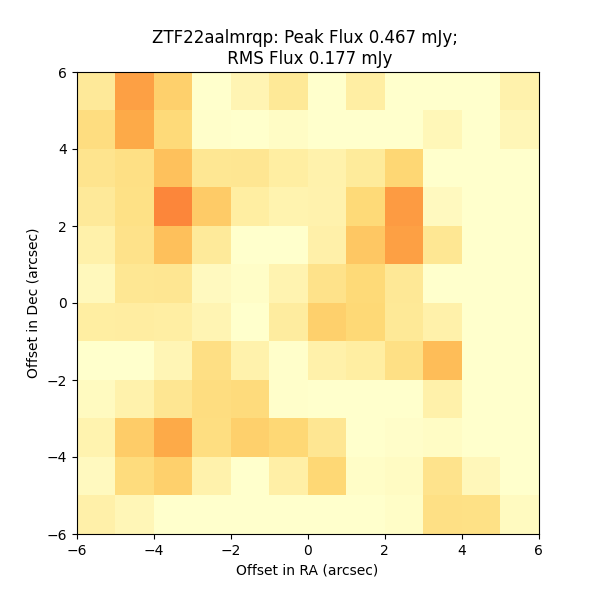 ZTF22aalmrqp: Peak Flux 0.467 mJy;
RMS Flux 0.177 mJy
6
4
2
0
−2
−4
−6
Offset in Dec (arcsec)
−6 −4 −2 0 2 4 6
Offset in RA (arcsec)